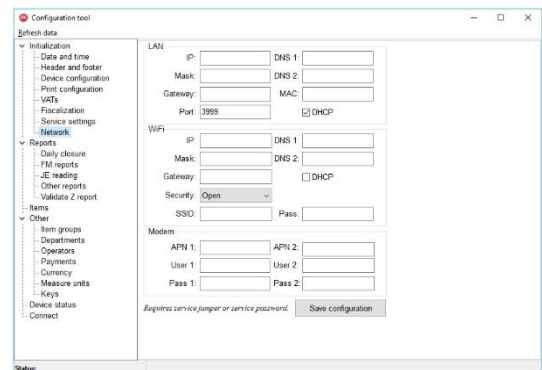 Configuration tool
Refresh data
Initialization
Date and time
Header and footer
Device configuration
Print configuration
VATs
Fiscalization
Service settings
Network
Reports
Daily closure
FM reports
JE reading
Other reports
Validate Z report
Items
Other
Item groups
Departments
Operators
Payments
Currency
Measure units
Keys
Device status
Connect
LAN
IP: DNS 1:
Mask: DNS 2:
Gateway: MAC:
Port: 3999 DHCP
WiFi
IP: DNS 1:
Mask: DNS 2:
Gateway: DHCP
Security: Open
SSID: Pass:
Modem
APN 1: APN 2:
User 1: User 2:
Pass 1: Pass 2:
Requires service jumper or service password. Save configuration
Status: